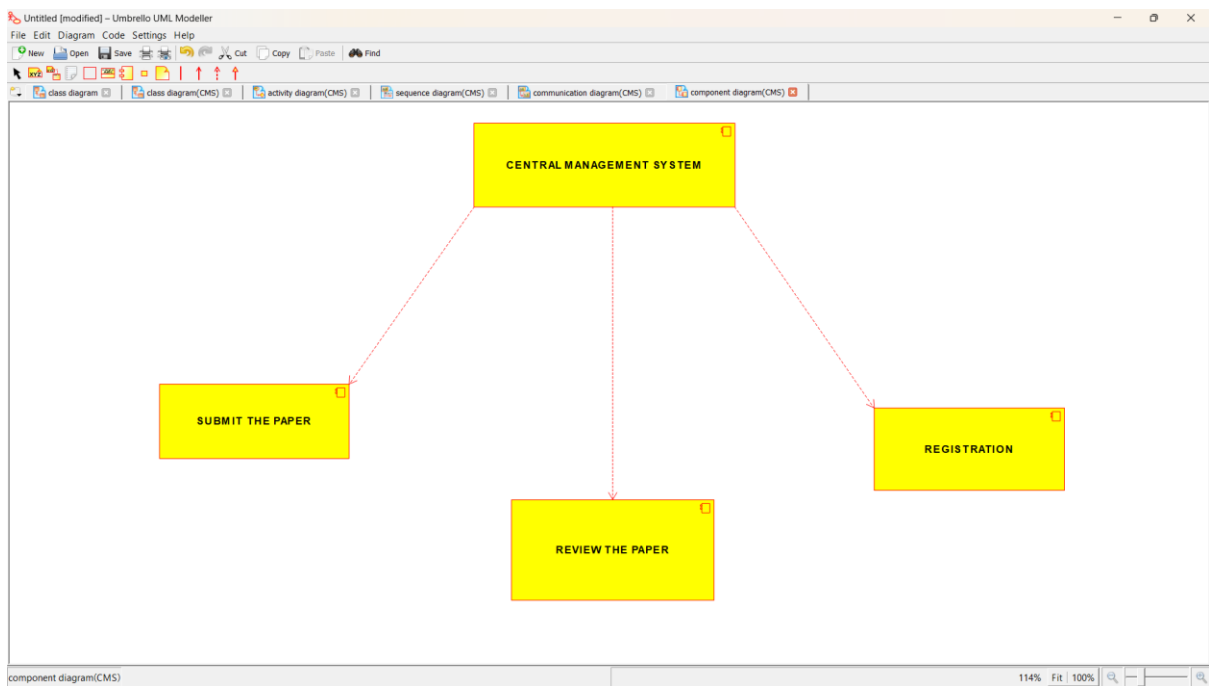 Untitled [modified] – Umbrello UML Modeller
File Edit Diagram Code Settings Help
New Open Save Cut Copy Paste Find
class diagram class diagram(CMS) activity diagram(CMS) sequence diagram(CMS) communication diagram(CMS) component diagram(CMS)
CENTRAL MANAGEMENT SYSTEM
SUBMIT THE PAPER
REGISTRATION
REVIEW THE PAPER
component diagram(CMS) 114% Fit 100%